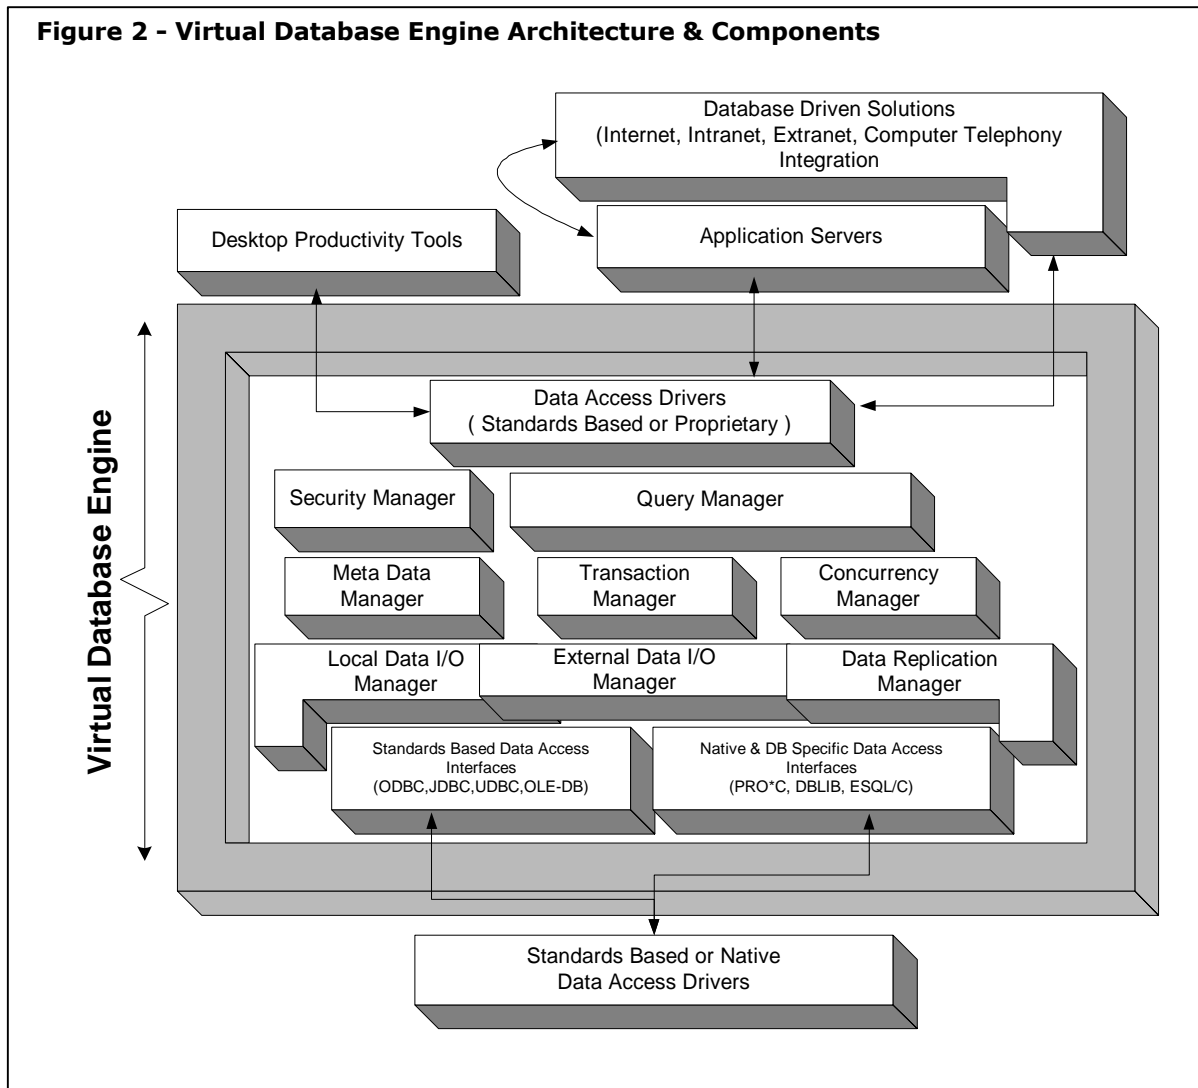 Figure 2 - Virtual Database Engine Architecture & Components
Database Driven Solutions
(Internet, Intranet, Extranet, Computer Telephony
Integration
Desktop Productivity Tools
Application Servers
Virtual Database Engine
Data Access Drivers
( Standards Based or Proprietary )
Security Manager
Query Manager
Meta Data
Manager
Transaction
Manager
Concurrency
Manager
Local Data I/O
Manager
External Data I/O
Manager
Data Replication
Manager
Standards Based Data Access
Interfaces
(ODBC,JDBC,UDBC,OLE-DB)
Native & DB Specific Data Access
Interfaces
(PRO*C, DBLIB, ESQL/C)
Standards Based or Native
Data Access Drivers